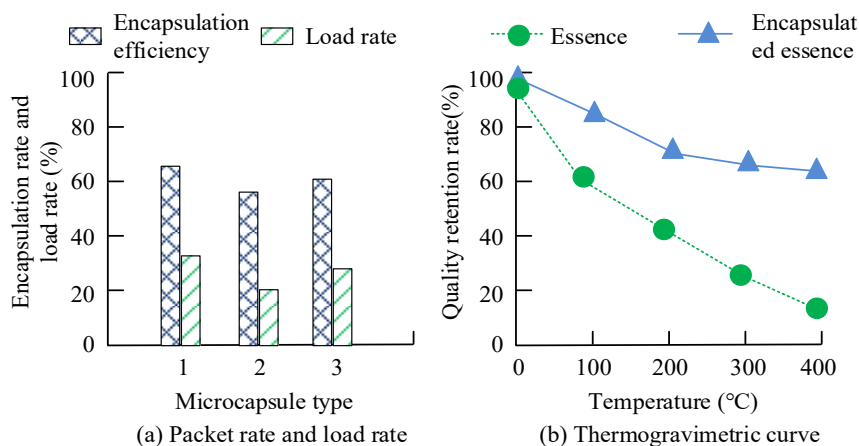 Encapsulation
efficiency
Load rate
Encapsulation rate and
load rate (%)
100
80
60
40
20
0
1 2 3
Microcapsule type
(a) Packet rate and load rate
Essence
Encapsulat
ed essence
Quality retention rate(%)
100
80
60
40
20
0
0 100 200 300 400
Temperature (°C)
(b) Thermogravimetric curve